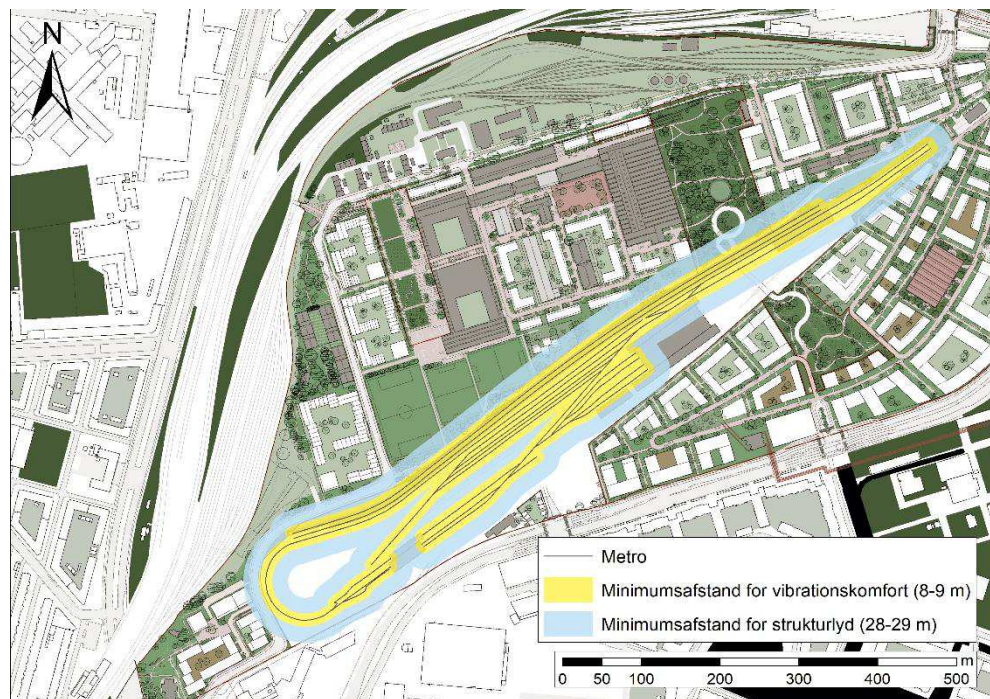 N
Metro
Minimumsafstand for vibrationskomfort (8-9 m)
Minimumsafstand for strukturlyd (28-29 m)
m
0 50 100 200 300 400 500